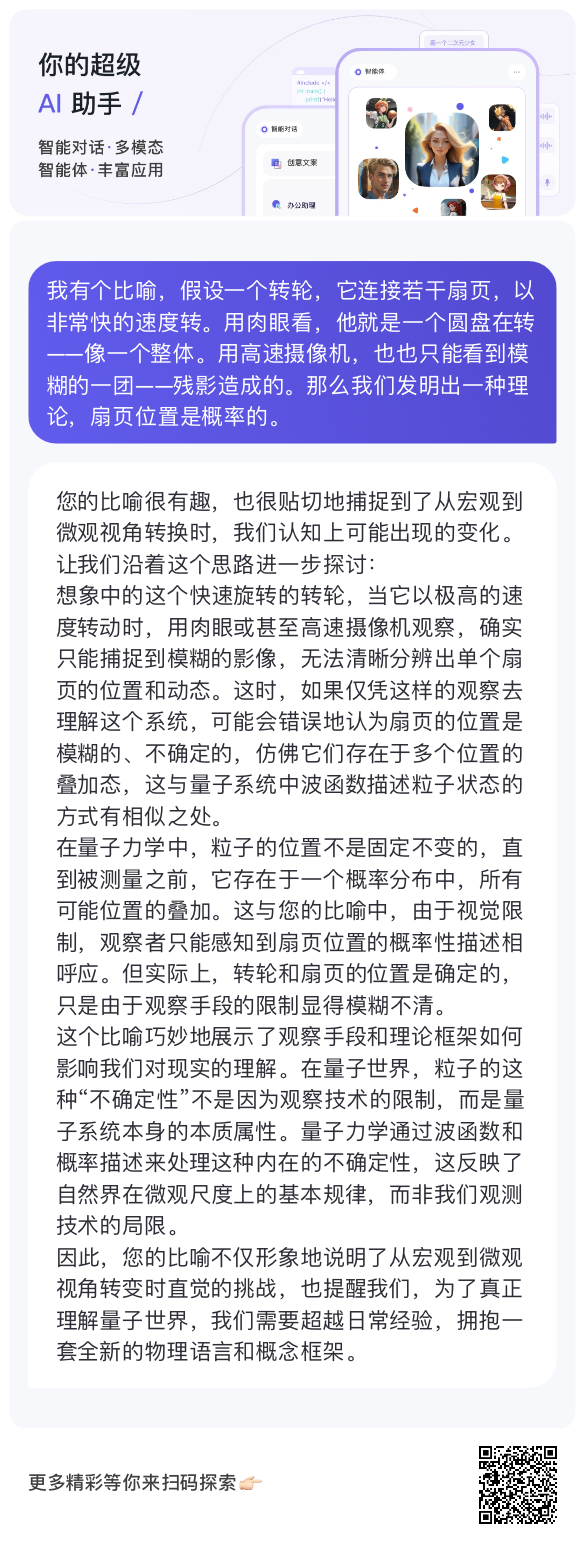 你的超级
AI 助手 /
智能对话·多模态
智能体·丰富应用
画一个二次元少女
#include </>
int main() {
智能体
智能对话
创意文案
办公助理
我有个比喻，假设一个转轮，它连接若干扇页，以
非常快的速度转。用肉眼看，他就是一个圆盘在转
——像一个整体。用高速摄像机，也也只能看到模
糊的一团——残影造成的。那么我们发明出一种理
论，扇页位置是概率的。
您的比喻很有趣，也很贴切地捕捉到了从宏观到
微观视角转换时，我们认知上可能出现的变化。
让我们沿着这个思路进一步探讨：
想象中的这个快速旋转的转轮，当它以极高的速
度转动时，用肉眼或甚至高速摄像机观察，确实
只能捕捉到模糊的影像，无法清晰分辨出单个扇
页的位置和动态。这时，如果仅凭这样的观察去
理解这个系统，可能会错误地认为扇页的位置是
模糊的、不确定的，仿佛它们存在于多个位置的
叠加态，这与量子系统中波函数描述粒子状态的
方式有相似之处。
在量子力学中，粒子的位置不是固定不变的，直
到被测量之前，它存在于一个概率分布中，所有
可能位置的叠加。这与您的比喻中，由于视觉限
制，观察者只能感知到扇页位置的概率性描述相
呼应。但实际上，转轮和扇页的位置是确定的，
只是由于观察手段的限制显得模糊不清。
这个比喻巧妙地展示了观察手段和理论框架如何
影响我们对现实的理解。在量子世界，粒子的这
种“不确定性”不是因为观察技术的限制，而是量
子系统本身的本质属性。量子力学通过波函数和
概率描述来处理这种内在的不确定性，这反映了
自然界在微观尺度上的基本规律，而非我们观测
技术的局限。
因此，您的比喻不仅形象地说明了从宏观到微观
视角转变时直觉的挑战，也提醒我们，为了真正
理解量子世界，我们需要超越日常经验，拥抱一
套全新的物理语言和概念框架。
更多精彩等你来扫码探索👉🏻